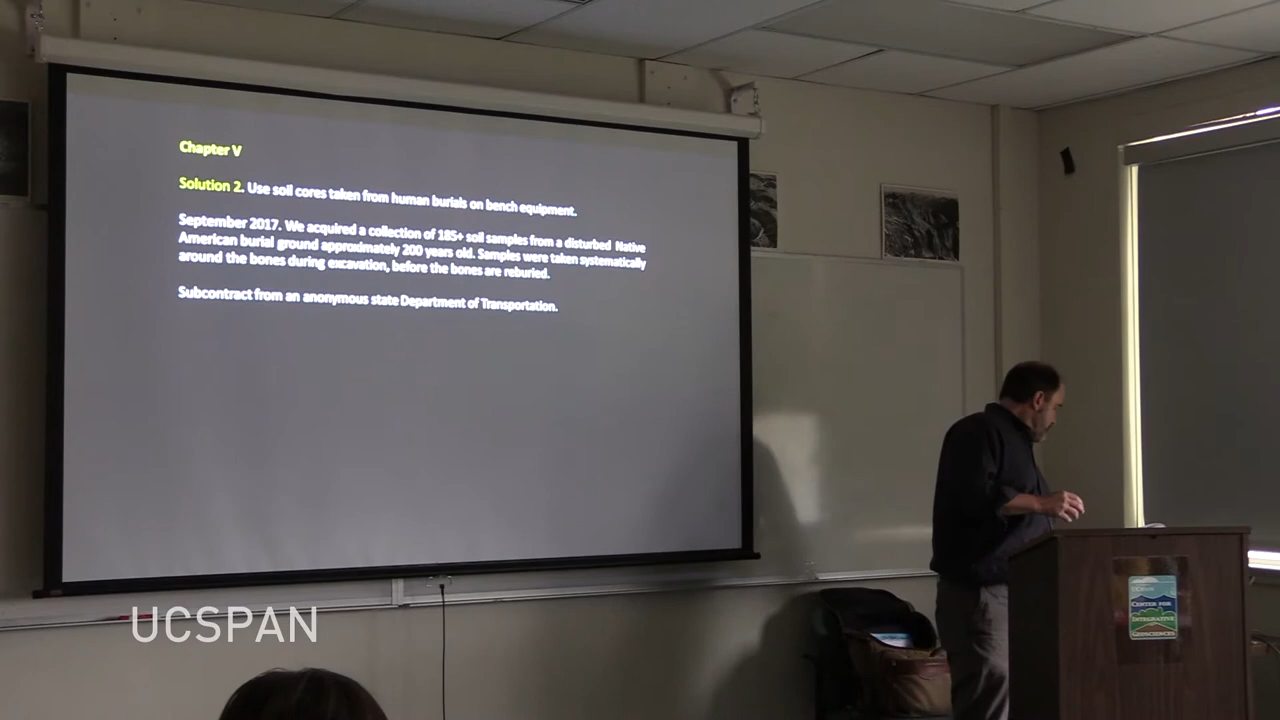 Chapter V
Solution 2. Use soil cores taken from human burials on bench equipment.
September 2017. We acquired a collection of 185+ soil samples from a disturbed Native
American burial ground approximately 200 years old. Samples were taken systematically
around the bones during excavation, before the bones are reburied.
Subcontract from an anonymous state Department of Transportation.
UCSPAN
CENTER FOR
INTEGRATIVE
GEOSCIENCES